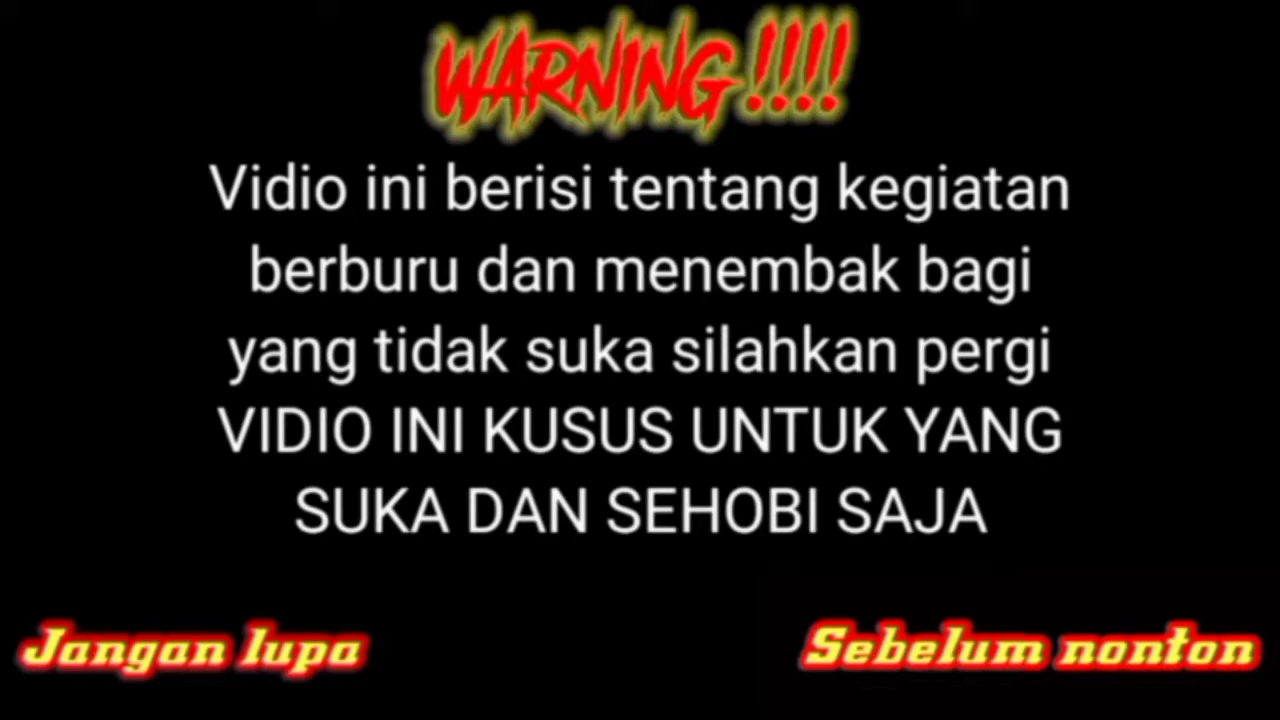 WARNING !!!!
Vidio ini berisi tentang kegiatan
berburu dan menembak bagi
yang tidak suka silahkan pergi
VIDIO INI KUSUS UNTUK YANG
SUKA DAN SEHOBI SAJA
Jangan lupa
Sebelum nonton